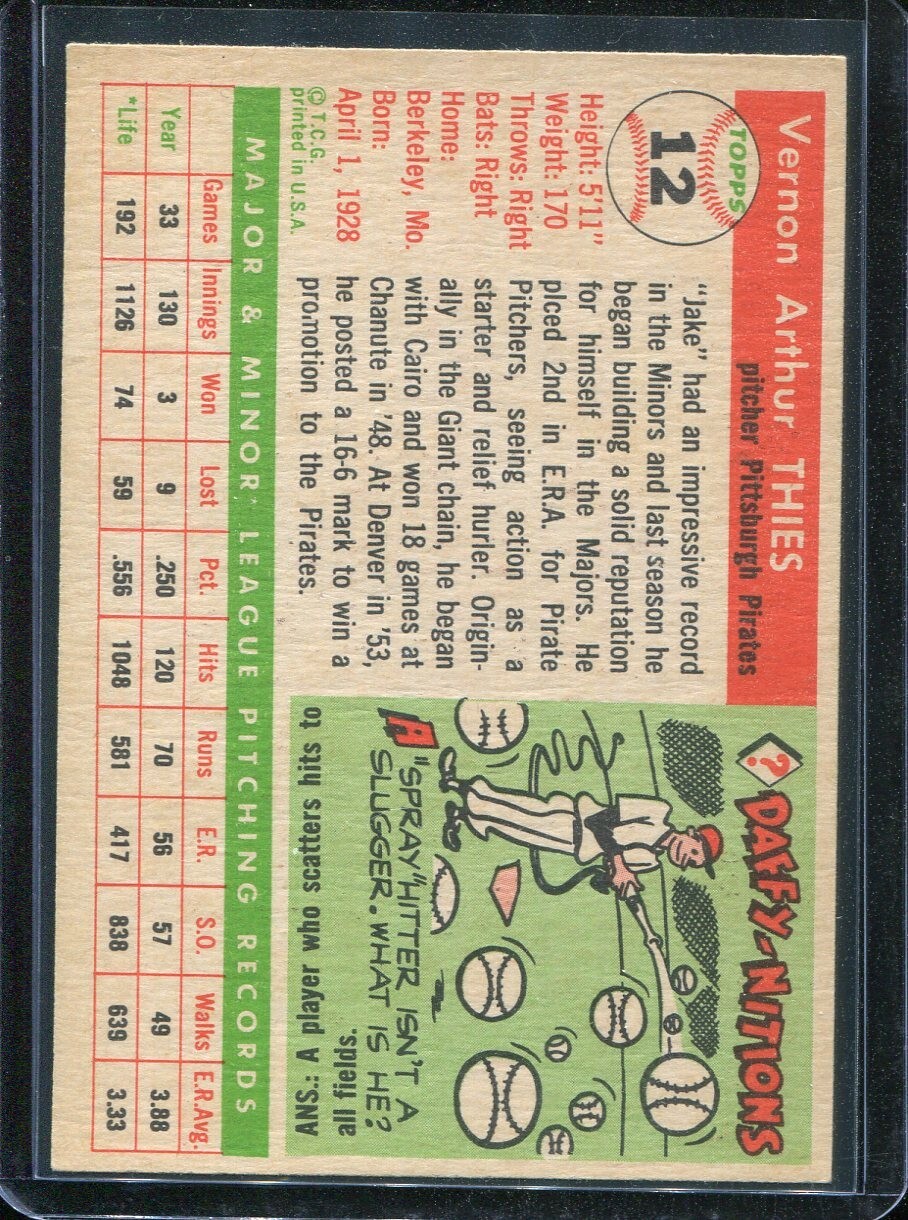 Vernon Arthur THIES
pitcher Pittsburgh Pirates
TOPPS
12
Height: 5'11"
Weight: 170
Throws: Right
Bats: Right
Home:
Berkeley, Mo.
Born:
April 1, 1928
© T.C.G.
printed in U.S.A.
"Jake" had an impressive record
in the Minors and last season he
began building a solid reputation
for himself in the Majors. He
plced 2nd in E.R.A. for Pirate
Pitchers, seeing action as a
starter and relief hurler. Origin-
ally in the Giant chain, he began
with Cairo and won 18 games at
Chanute in '48. At Denver in '53,
he posted a 16-6 mark to win a
promotion to the Pirates.
? DAFFY-NITIONS
A "SPRAY" HITTER ISN'T A
SLUGGER. WHAT IS HE?
ANS.: A player who scatters hits to
all fields.
MAJOR & MINOR LEAGUE PITCHING RECORDS
Games Innings Won Lost Pct. Hits Runs E.R. S.O. Walks E.R.Avg.
Year 33 130 3 9 .250 120 70 56 57 49 3.88
*Life 192 1126 74 59 .556 1048 581 417 838 639 3.33